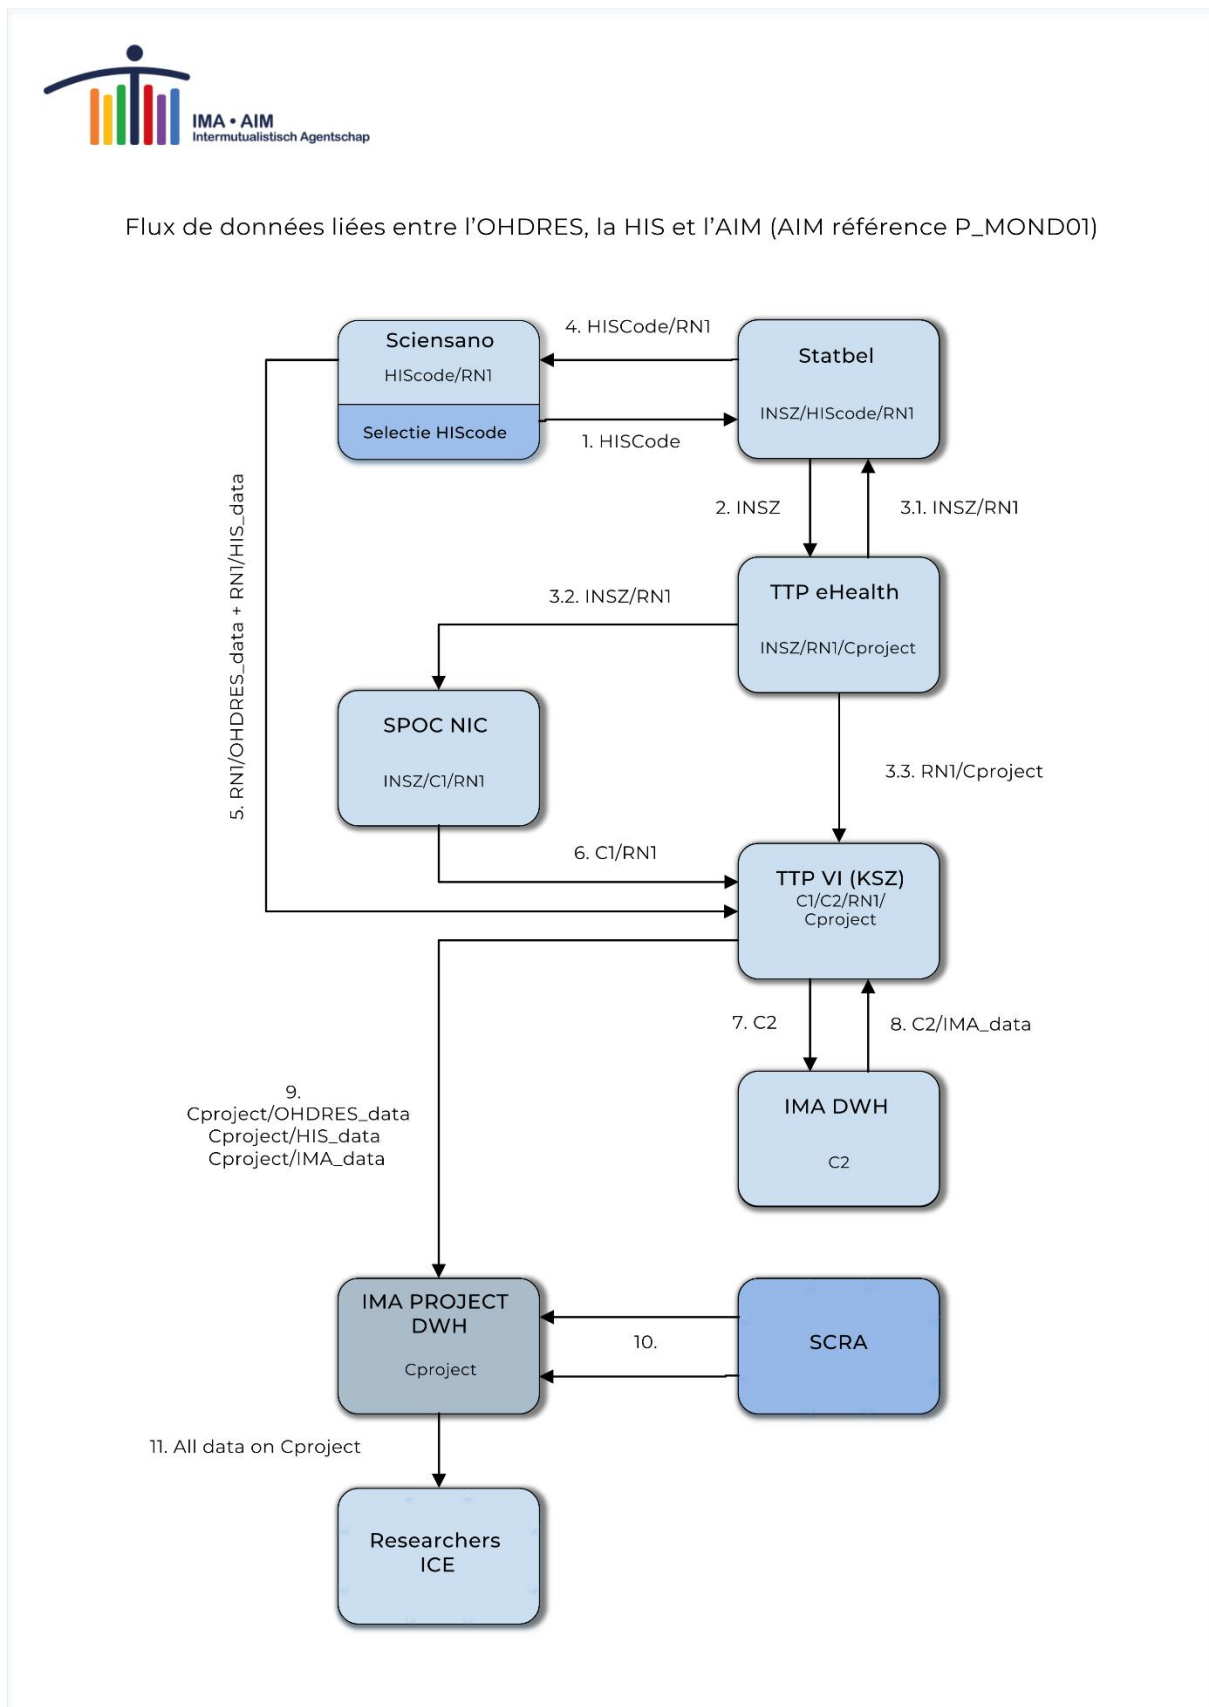 IMA • AIM
Intermutualistisch Agentschap
Flux de données liées entre l'OHDRES, la HIS et l'AIM (AIM référence P_MOND01)
Sciensano
HIScode/RN1
Selectie HIScode
4. HISCode/RN1
1. HISCode
Statbel
INSZ/HIScode/RN1
2. INSZ
3.1. INSZ/RN1
5. RN1/OHDRES_data + RN1/HIS_data
3.2. INSZ/RN1
TTP eHealth
INSZ/RN1/Cproject
SPOC NIC
INSZ/C1/RN1
3.3. RN1/Cproject
6. C1/RN1
TTP VI (KSZ)
C1/C2/RN1/
Cproject
7. C2
8. C2/IMA_data
9.
Cproject/OHDRES_data
Cproject/HIS_data
Cproject/IMA_data
IMA DWH
C2
IMA PROJECT
DWH
Cproject
10.
SCRA
11. All data on Cproject
Researchers
ICE